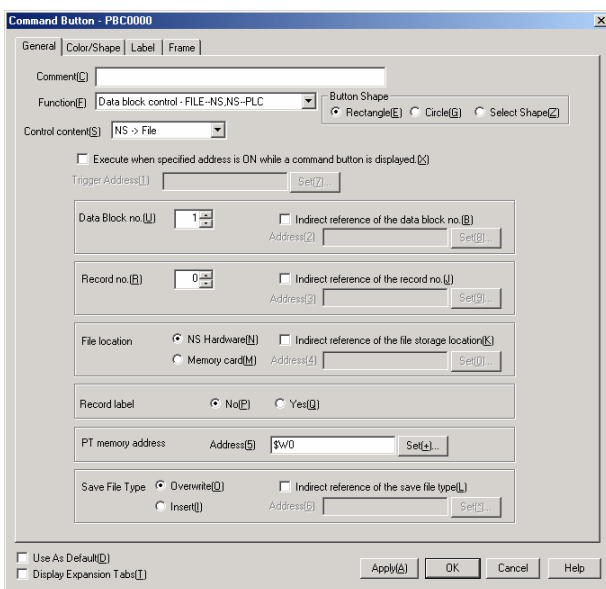 Command Button - PBC0000
General Color/Shape Label Frame
Comment(C)
Function(F) Data block control - FILE--NS,NS--PLC
Button Shape
Rectangle(E) Circle(G) Select Shape(Z)
Control content(S) NS -> File
Execute when specified address is ON while a command button is displayed.(X)
Trigger Address(1) Set(7)...
Data Block no.(U) 1 Indirect reference of the data block no.(B)
Address(2) Set(8)...
Record no.(R) 0 Indirect reference of the record no.(J)
Address(3) Set(9)...
File location NS Hardware(N) Indirect reference of the file storage location(K)
Memory card(M) Address(4) Set(0)...
Record label No(P) Yes(Q)
PT memory address Address(5) $W0 Set(+)...
Save File Type Overwrite(O) Indirect reference of the save file type(L)
Insert(I) Address(6) Set(*)...
Use As Default(D)
Display Expansion Tabs(T)
Apply(A) OK Cancel Help